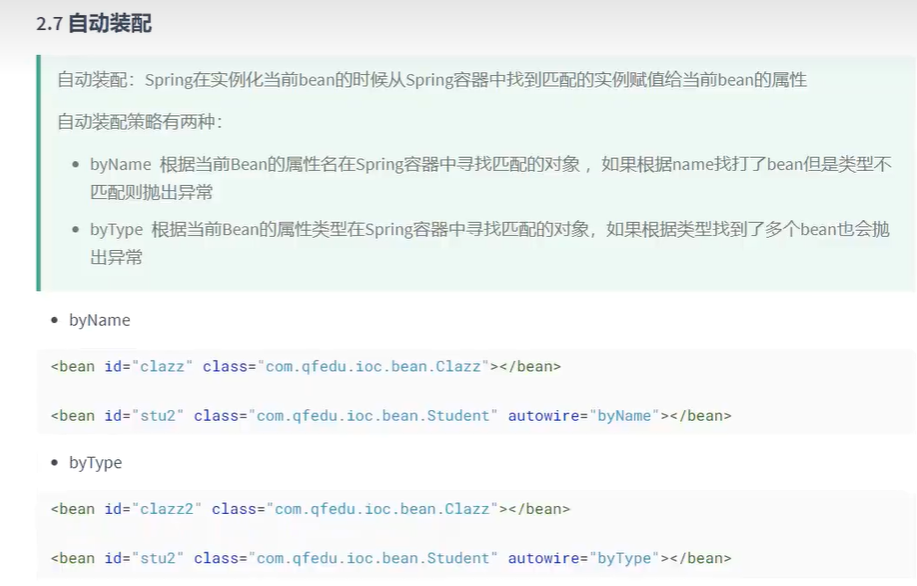 2.7 自动装配
自动装配：Spring在实例化当前bean的时候从Spring容器中找到匹配的实例赋值给当前bean的属性
自动装配策略有两种：
• byName 根据当前Bean的属性名在Spring容器中寻找匹配的对象 ，如果根据name找打了bean但是类型不
匹配则抛出异常
• byType 根据当前Bean的属性类型在Spring容器中寻找匹配的对象，如果根据类型找到了多个bean也会抛
出异常
• byName
<bean id="clazz" class="com.qfedu.ioc.bean.Clazz"></bean>
<bean id="stu2" class="com.qfedu.ioc.bean.Student" autowire="byName"></bean>
• byType
<bean id="clazz2" class="com.qfedu.ioc.bean.Clazz"></bean>
<bean id="stu2" class="com.qfedu.ioc.bean.Student" autowire="byType"></bean>